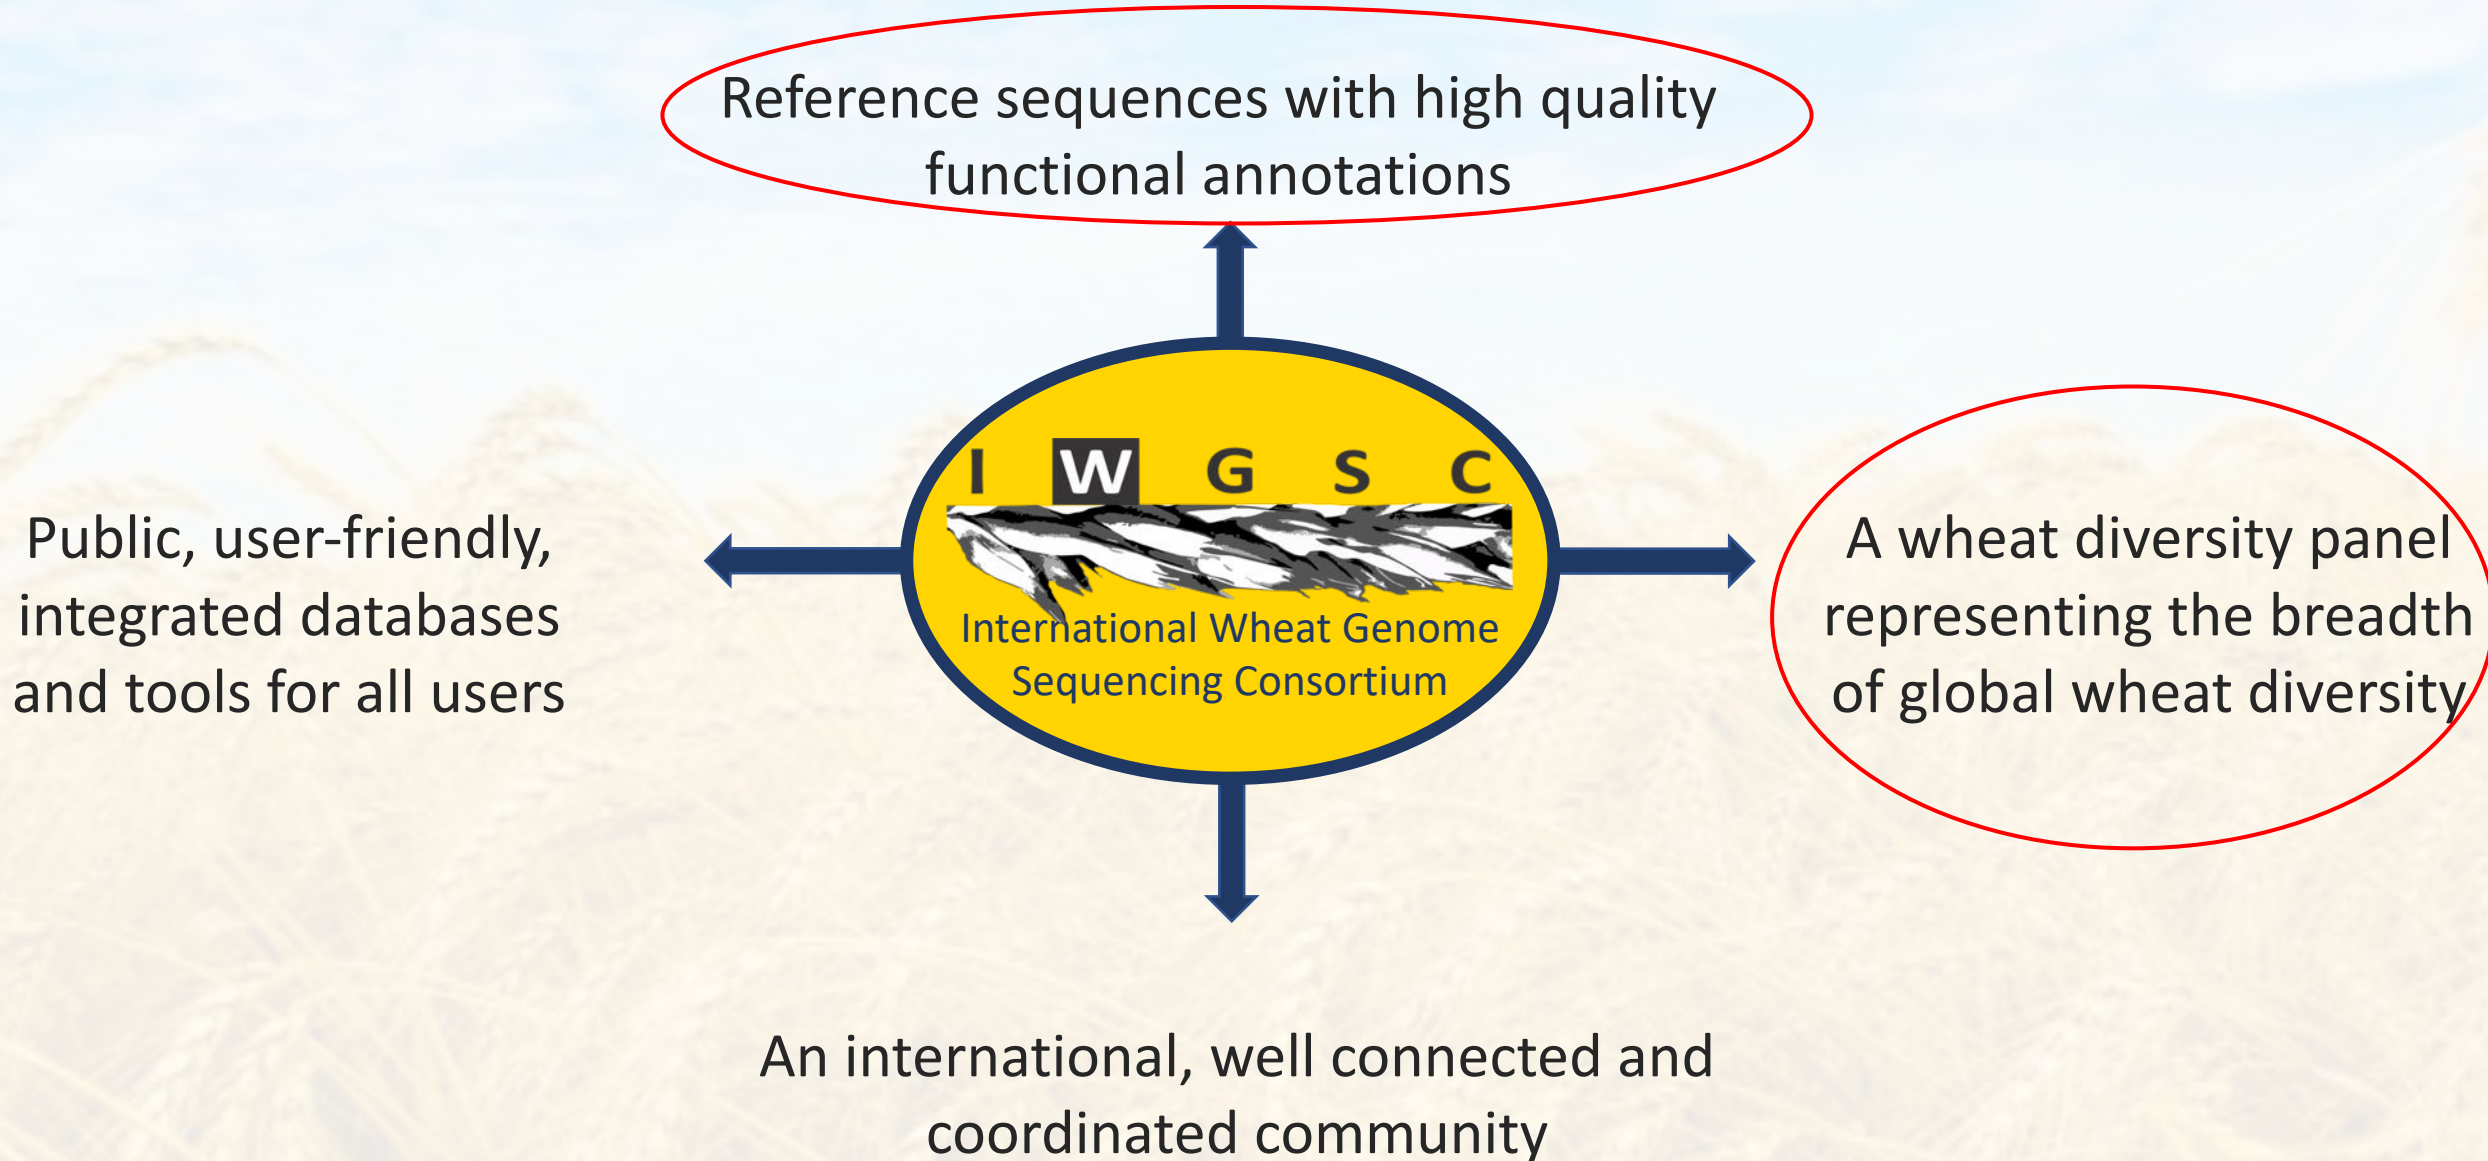 Reference sequences with high quality
functional annotations
I W G S C
International Wheat Genome
Sequencing Consortium
Public, user-friendly,
integrated databases
and tools for all users
A wheat diversity panel
representing the breadth
of global wheat diversity
An international, well connected and
coordinated community